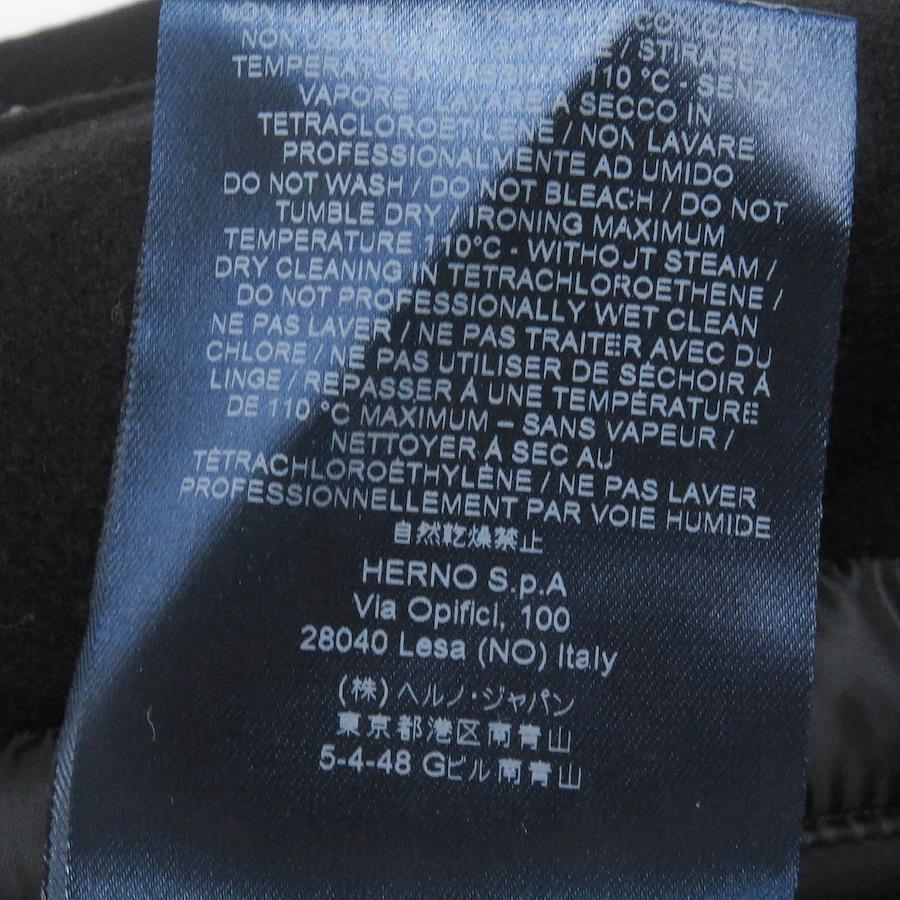 NON LAVARE / NON TRATTARE CON CLORO /
NON USARE ASCIUGATRICE / STIRARE A
TEMPERATURA MASSIMA 110 °C - SENZA
VAPORE / LAVARE A SECCO IN
TETRACLOROETILENE / NON LAVARE
PROFESSIONALMENTE AD UMIDO
DO NOT WASH / DO NOT BLEACH / DO NOT
TUMBLE DRY / IRONING MAXIMUM
TEMPERATURE 110°C - WITHOUT STEAM /
DRY CLEANING IN TETRACHLOROETHENE /
DO NOT PROFESSIONALLY WET CLEAN
NE PAS LAVER / NE PAS TRAITER AVEC DU
CHLORE / NE PAS UTILISER DE SÉCHOIR À
LINGE / REPASSER À UNE TEMPÉRATURE
DE 110 °C MAXIMUM – SANS VAPEUR /
NETTOYER À SEC AU
TÉTRACHLOROÉTHYLÈNE / NE PAS LAVER
PROFESSIONNELLEMENT PAR VOIE HUMIDE
自然乾燥禁止
HERNO S.p.A
Via Opifici, 100
28040 Lesa (NO) Italy
(株)ヘルノ・ジャパン
東京都港区南青山
5-4-48 Gビル南青山